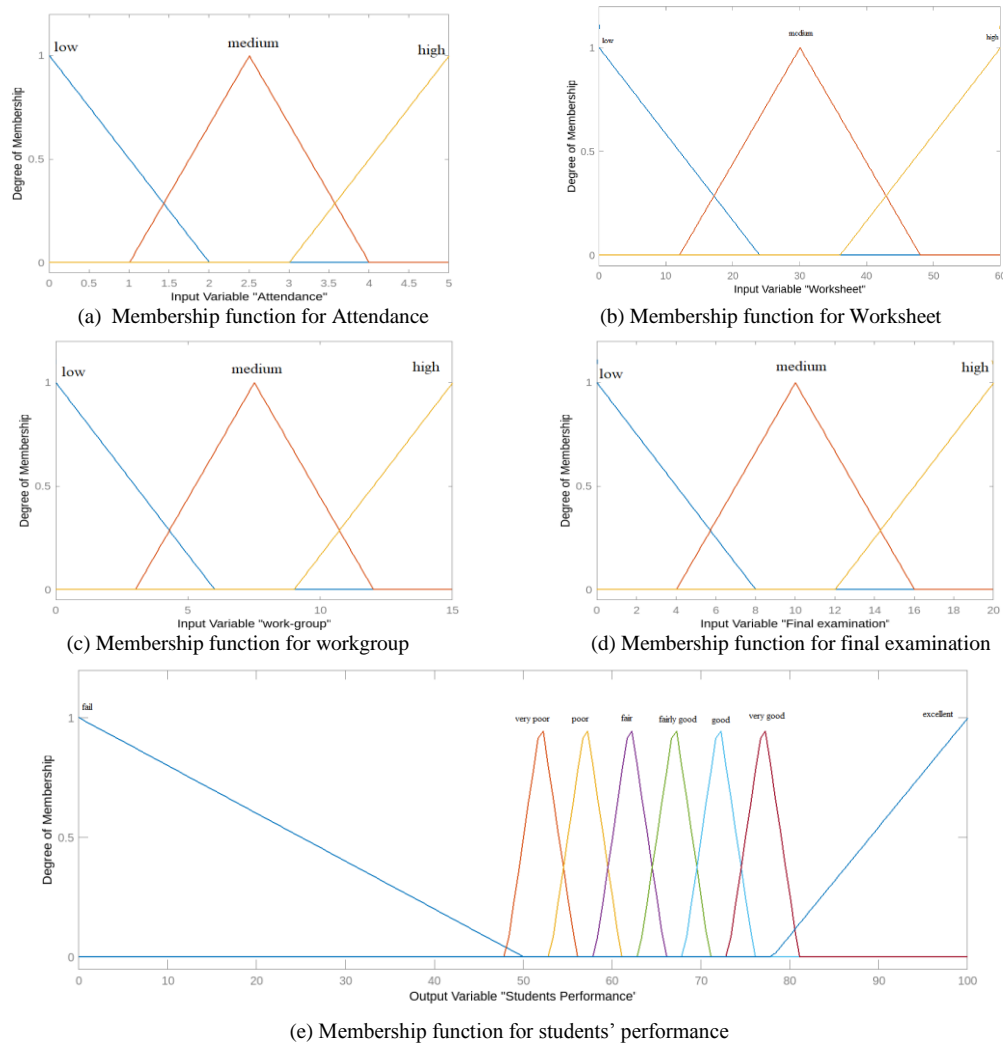 low
medium
high
1
0.5
0
Degree of Membership
0 0.5 1 1.5 2 2.5 3 3.5 4 4.5 5
Input Variable "Attendance"
(a) Membership function for Attendance
low
medium
high
1
0.5
0
Degree of Membership
0 10 20 30 40 50 60
Input Variable "Worksheet"
(b) Membership function for Worksheet
low
medium
high
1
0.5
0
Degree of Membership
0 5 10 15
Input Variable "work-group"
(c) Membership function for workgroup
low
medium
high
1
0.5
0
Degree of Membership
0 2 4 6 8 10 12 14 16 18 20
Input Variable "Final examination"
(d) Membership function for final examination
fail
very poor
poor
fair
fairly good
good
very good
excellent
1
0.5
0
Degree of Membership
0 10 20 30 40 50 60 70 80 90 100
Output Variable "Students Performance'
(e) Membership function for students’ performance